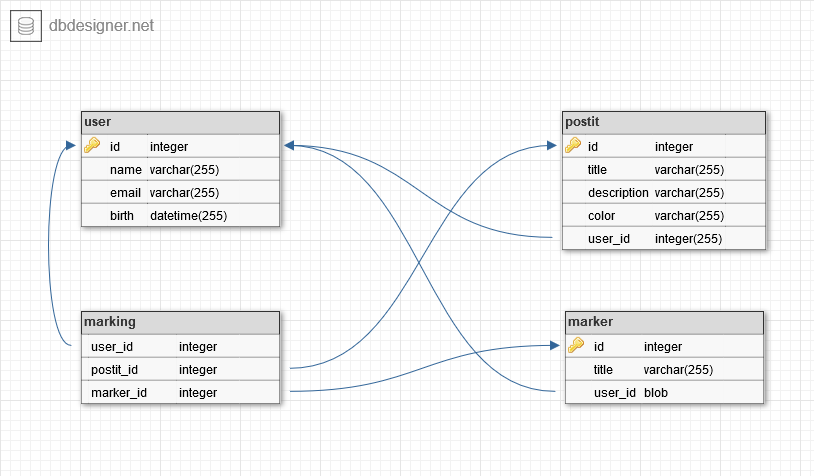 dbdesigner.net
user
id integer
name varchar(255)
email varchar(255)
birth datetime(255)
postit
id integer
title varchar(255)
description varchar(255)
color varchar(255)
user_id integer(255)
marking
user_id integer
postit_id integer
marker_id integer
marker
id integer
title varchar(255)
user_id blob